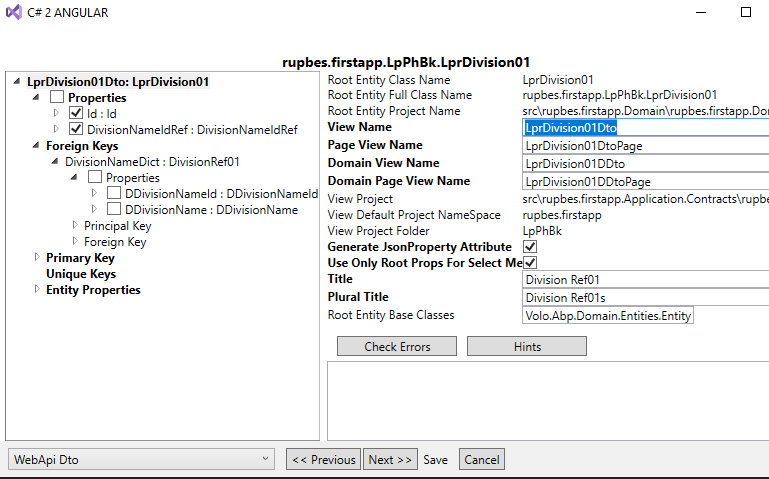 C# 2 ANGULAR
rupbes.firstapp.LpPhBk.LprDivision01
LprDivision01Dto: LprDivision01
Properties
Id : Id
DivisionNameIdRef : DivisionNameIdRef
Foreign Keys
DivisionNameDict : DivisionRef01
Properties
DDivisionNameId : DDivisionNameId
DDivisionName : DDivisionName
Principal Key
Foreign Key
Primary Key
Unique Keys
Entity Properties
Root Entity Class Name LprDivision01
Root Entity Full Class Name rupbes.firstapp.LpPhBk.LprDivision01
Root Entity Project Name src\rupbes.firstapp.Domain\rupbes.firstapp.Do
View Name LprDivision01Dto
Page View Name LprDivision01DtoPage
Domain View Name LprDivision01DDto
Domain Page View Name LprDivision01DDtoPage
View Project src\rupbes.firstapp.Application.Contracts\rupbe
View Default Project NameSpace rupbes.firstapp
View Project Folder LpPhBk
Generate JsonProperty Attribute
Use Only Root Props For Select Me
Title Division Ref01
Plural Title Division Ref01s
Root Entity Base Classes Volo.Abp.Domain.Entities.Entity
Check Errors Hints
WebApi Dto << Previous Next >> Save Cancel